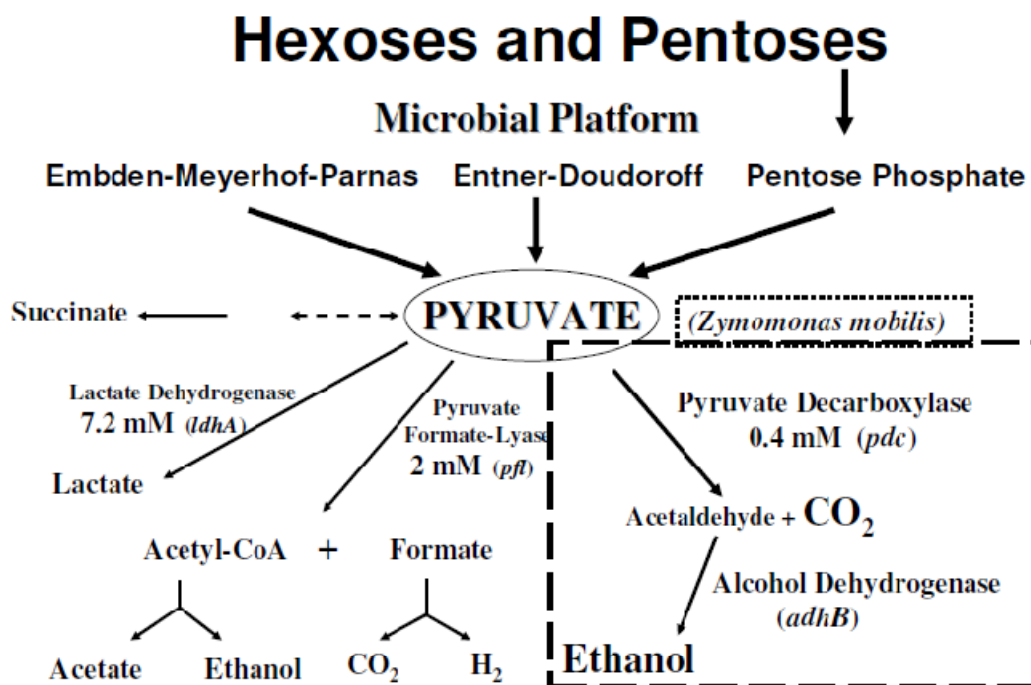 Hexoses and Pentoses
Microbial Platform
Embden-Meyerhof-Parnas Entner-Doudoroff Pentose Phosphate
Succinate
PYRUVATE
(Zymomonas mobilis)
Lactate Dehydrogenase
7.2 mM (ldhA)
Lactate
Pyruvate
Formate-Lyase
2 mM (pfl)
Pyruvate Decarboxylase
0.4 mM (pdc)
Acetaldehyde + CO₂
Acetyl-CoA + Formate
Alcohol Dehydrogenase
(adhB)
Acetate Ethanol CO₂ H₂
Ethanol